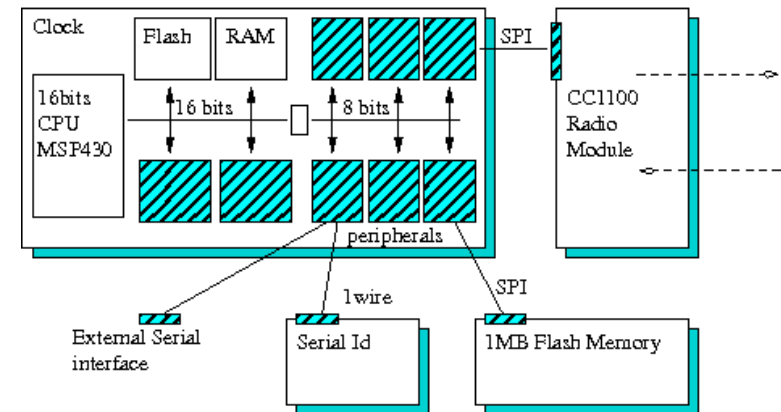 Clock
Flash
RAM
SPI
16bits
CPU
MSP430
16 bits
8 bits
CC1100
Radio
Module
peripherals
1wire
SPI
External Serial
interface
Serial Id
1MB Flash Memory